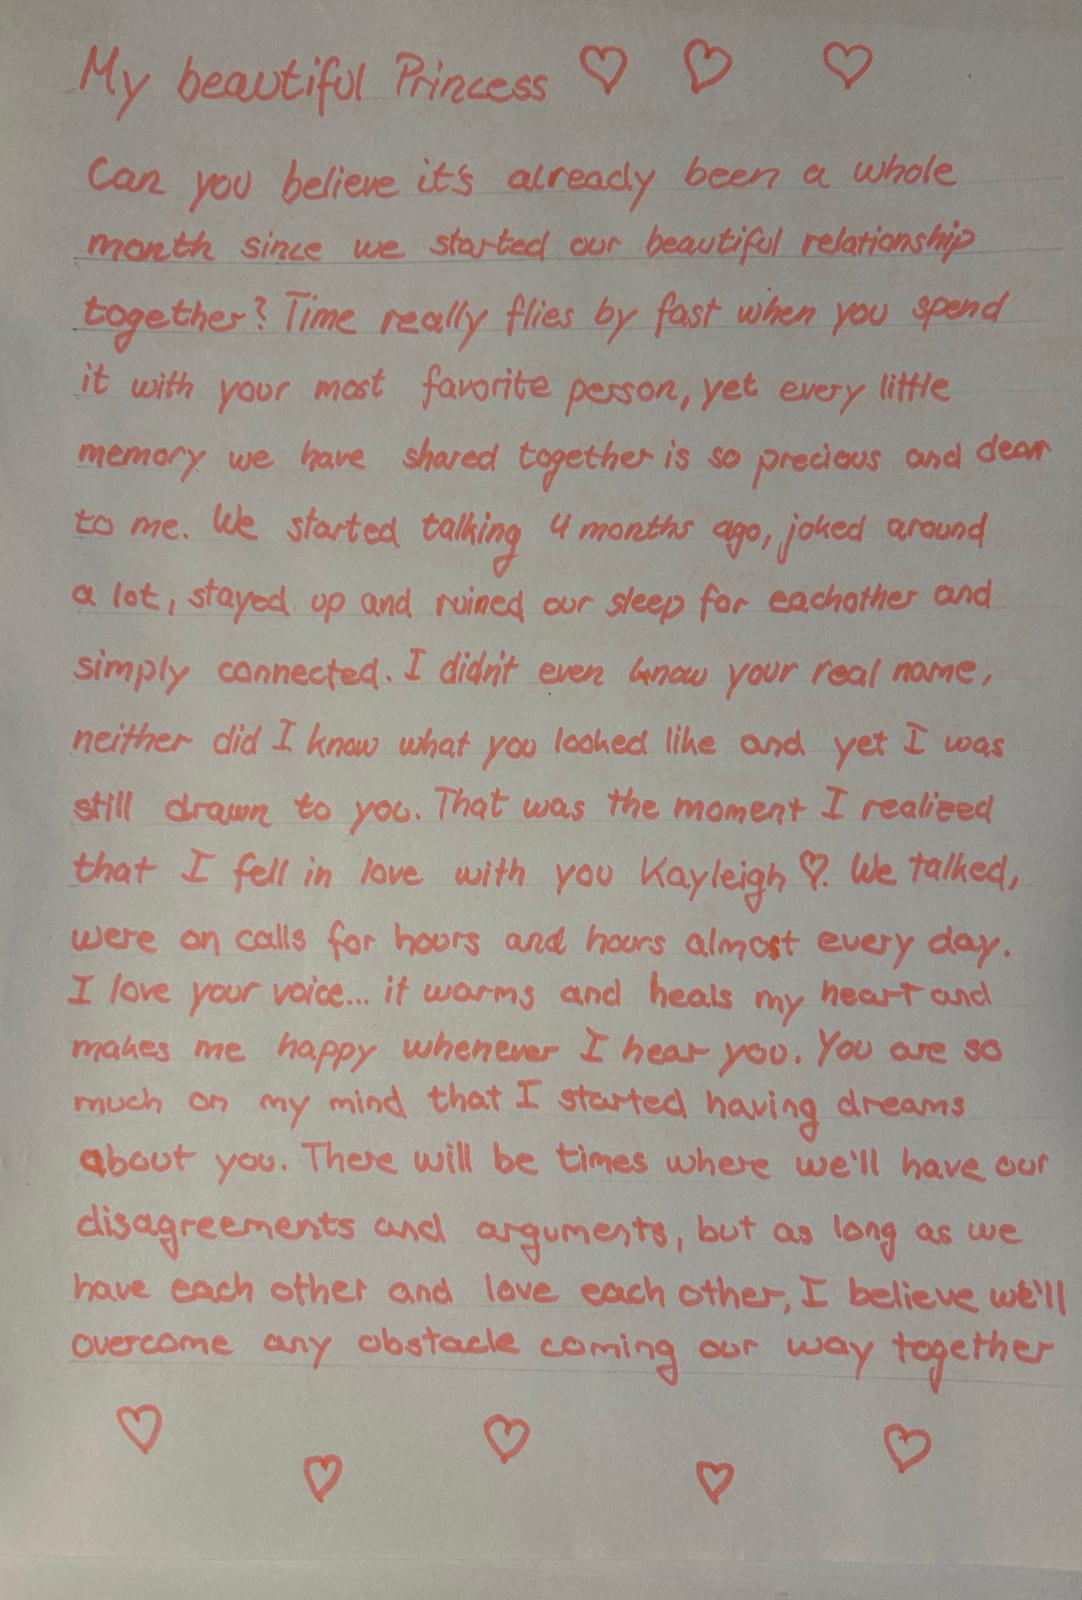 My beautiful Princess ♡ ♡ ♡
Can you believe it's already been a whole
month since we started our beautiful relationship
together? Time really flies by fast when you spend
it with your most favorite person, yet every little
memory we have shared together is so precious and dear
to me. We started talking 4 months ago, joked around
a lot, stayed up and ruined our sleep for eachother and
simply connected. I didn't even know your real name,
neither did I know what you looked like and yet I was
still drawn to you. That was the moment I realized
that I fell in love with you Kayleigh ♡. We talked,
were on calls for hours and hours almost every day.
I love your voice... it warms and heals my heart and
makes me happy whenever I hear you. You are so
much on my mind that I started having dreams
about you. There will be times where we'll have our
disagreements and arguments, but as long as we
have each other and love each other, I believe we'll
overcome any obstacle coming our way together
♡ ♡ ♡ ♡ ♡